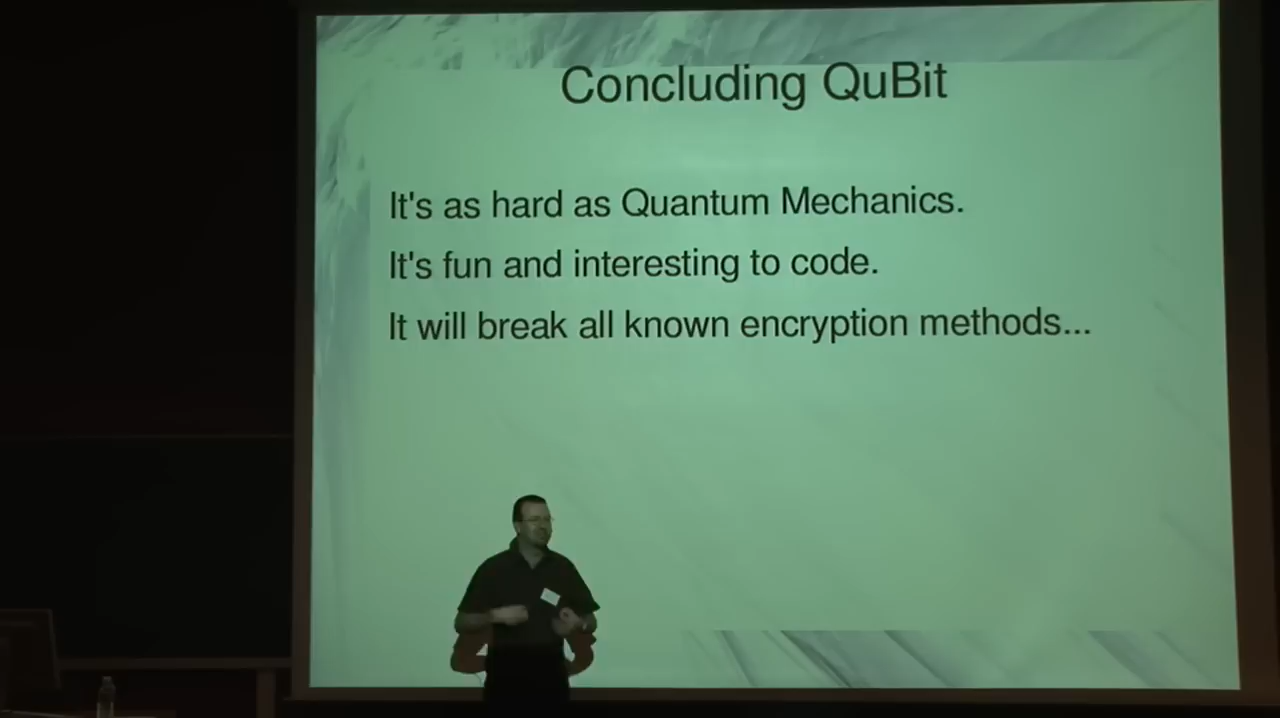 Concluding QuBit
It's as hard as Quantum Mechanics.
It's fun and interesting to code.
It will break all known encryption methods...